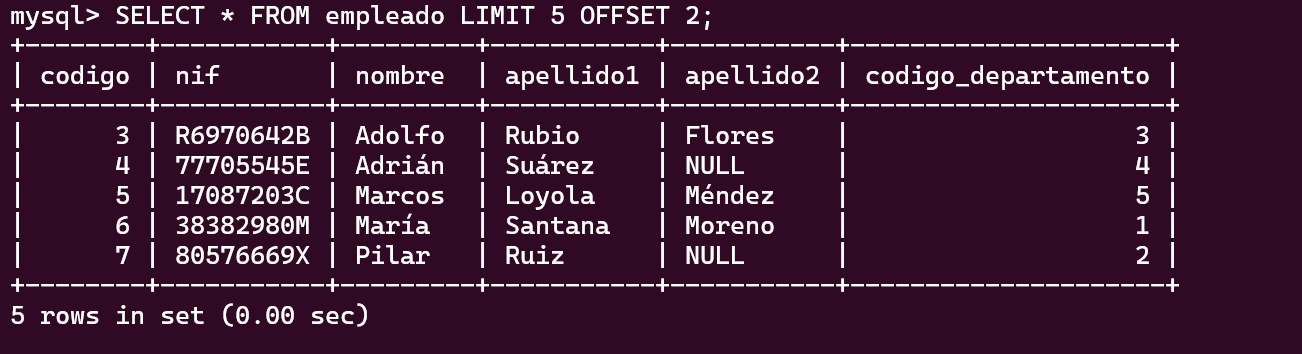 mysql> SELECT * FROM empleado LIMIT 5 OFFSET 2;
+--------+-----------+---------+-----------+-----------+---------------------+
| codigo | nif       | nombre  | apellido1 | apellido2 | codigo_departamento |
+--------+-----------+---------+-----------+-----------+---------------------+
|      3 | R6970642B | Adolfo  | Rubio     | Flores    |                   3 |
|      4 | 77705545E | Adrián  | Suárez    | NULL      |                   4 |
|      5 | 17087203C | Marcos  | Loyola    | Méndez    |                   5 |
|      6 | 38382980M | María   | Santana   | Moreno    |                   1 |
|      7 | 80576669X | Pilar   | Ruiz      | NULL      |                   2 |
+--------+-----------+---------+-----------+-----------+---------------------+
5 rows in set (0.00 sec)